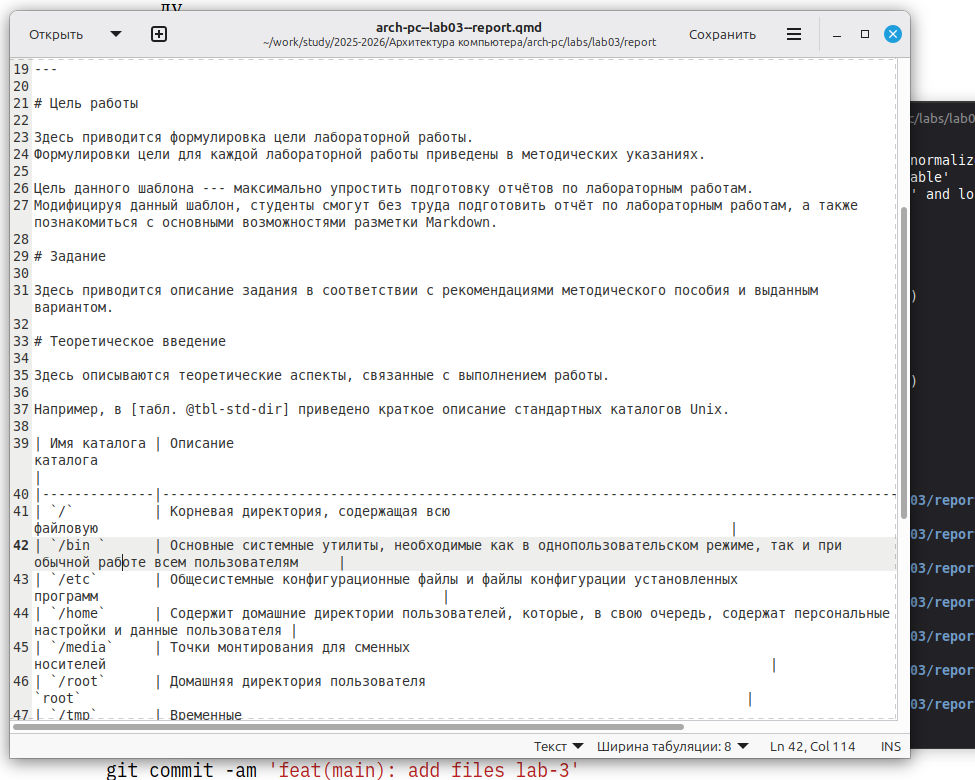 ду
Открыть
arch-pc--lab03--report.qmd
~/work/study/2025-2026/Архитектура компьютера/arch-pc/labs/lab03/report
Сохранить
19 ---
20
21 # Цель работы
22
23 Здесь приводится формулировка цели лабораторной работы.
24 Формулировки цели для каждой лабораторной работы приведены в методических указаниях.
25
26 Цель данного шаблона --- максимально упростить подготовку отчётов по лабораторным работам.
27 Модифицируя данный шаблон, студенты смогут без труда подготовить отчёт по лабораторным работам, а также
познакомиться с основными возможностями разметки Markdown.
28
29 # Задание
30
31 Здесь приводится описание задания в соответствии с рекомендациями методического пособия и выданным
вариантом.
32
33 # Теоретическое введение
34
35 Здесь описываются теоретические аспекты, связанные с выполнением работы.
36
37 Например, в [табл. @tbl-std-dir] приведено краткое описание стандартных каталогов Unix.
38
39 | Имя каталога | Описание
каталога
|
40 |--------------|--------------------------------------------------------------------------------------------
41 | `/`          | Корневая директория, содержащая всю
файловую |
42 | `/bin `      | Основные системные утилиты, необходимые как в однопользовательском режиме, так и при
обычной работе всем пользователям |
43 | `/etc`       | Общесистемные конфигурационные файлы и файлы конфигурации установленных
программ |
44 | `/home`      | Содержит домашние директории пользователей, которые, в свою очередь, содержат персональные
настройки и данные пользователя |
45 | `/media`     | Точки монтирования для сменных
носителей |
46 | `/root`      | Домашняя директория пользователя
`root` |
47 | `/tmp`       | Временные
Текст
Ширина табуляции: 8
Ln 42, Col 114
INS
c/labs/lab0
normaliz
able'
' and lo
)
)
03/repor
03/repor
03/repor
03/repor
03/repor
03/repor
03/repor
git commit -am 'feat(main): add files lab-3'